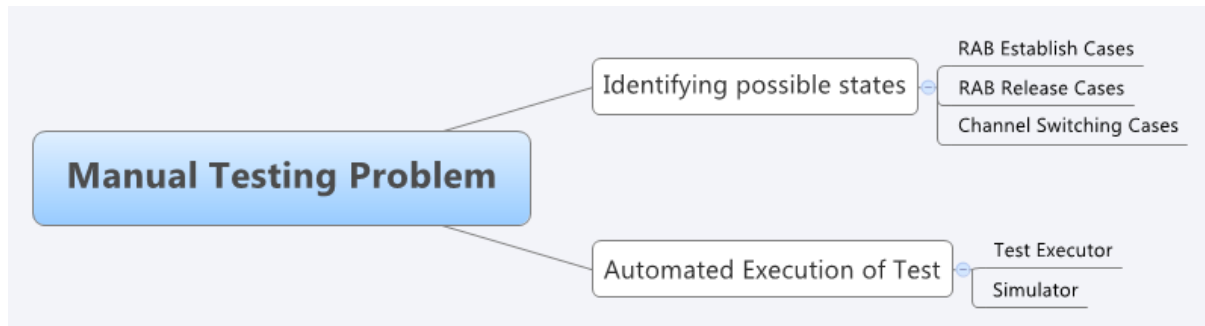 Manual Testing Problem
Identifying possible states
RAB Establish Cases
RAB Release Cases
Channel Switching Cases
Automated Execution of Test
Test Executor
Simulator